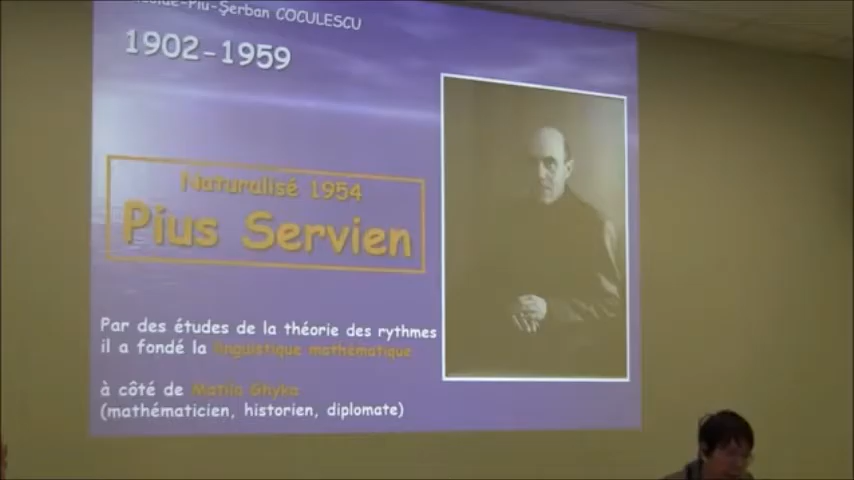 Piu-Şerban COCULESCU
1902-1959
Naturalisé 1954
Pius Servien
Par des études de la théorie des rythmes
il a fondé la linguistique mathématique
à côté de Matila Ghyka
(mathématicien, historien, diplomate)